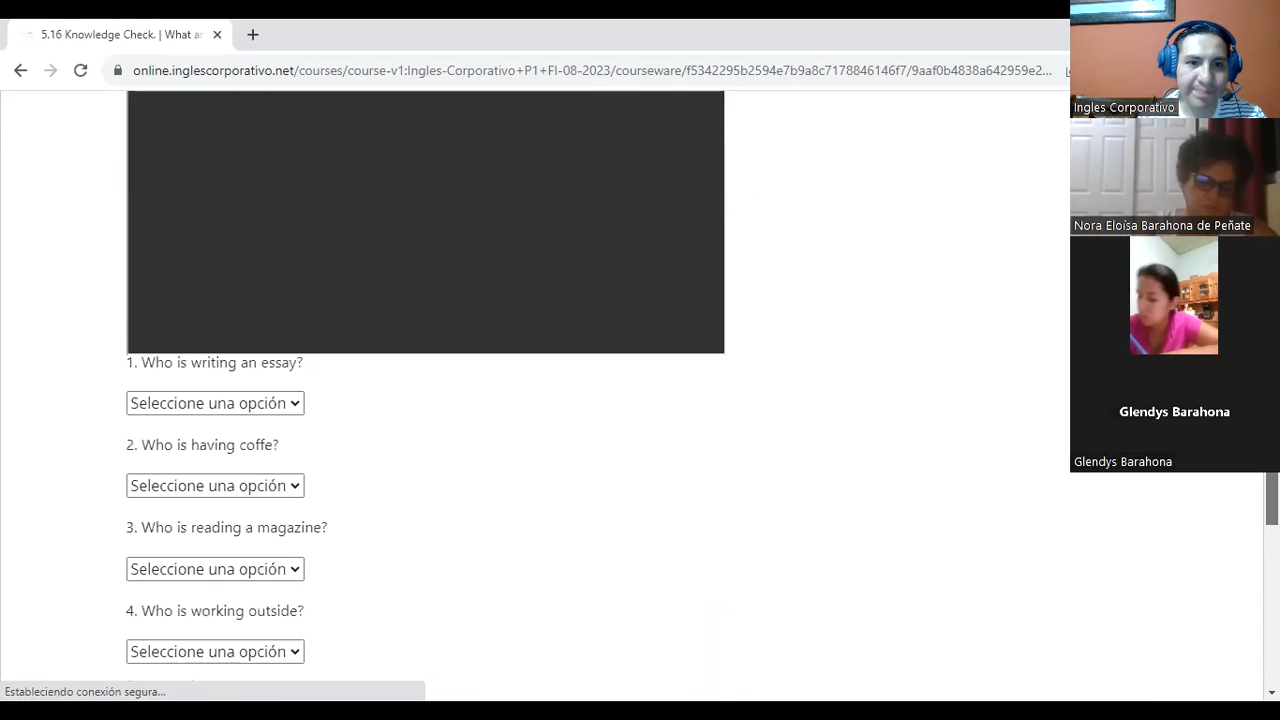 5.16 Knowledge Check. | What a
online.inglescorporativo.net/courses/course-v1:Ingles-Corporativo+P1+FI-08-2023/courseware/f5342293b2594e7b9e8c7178846146f7/9aaf0b4838a642959e2...
1. Who is writing an essay?
Seleccione una opción
2. Who is having coffe?
Seleccione una opción
3. Who is reading a magazine?
Seleccione una opción
4. Who is working outside?
Seleccione una opción
Estableciendo conexión segura...
Ingles Corporativo
Nora Eloísa Barahona de Peñate
Glendys Barahona
Glendys Barahona